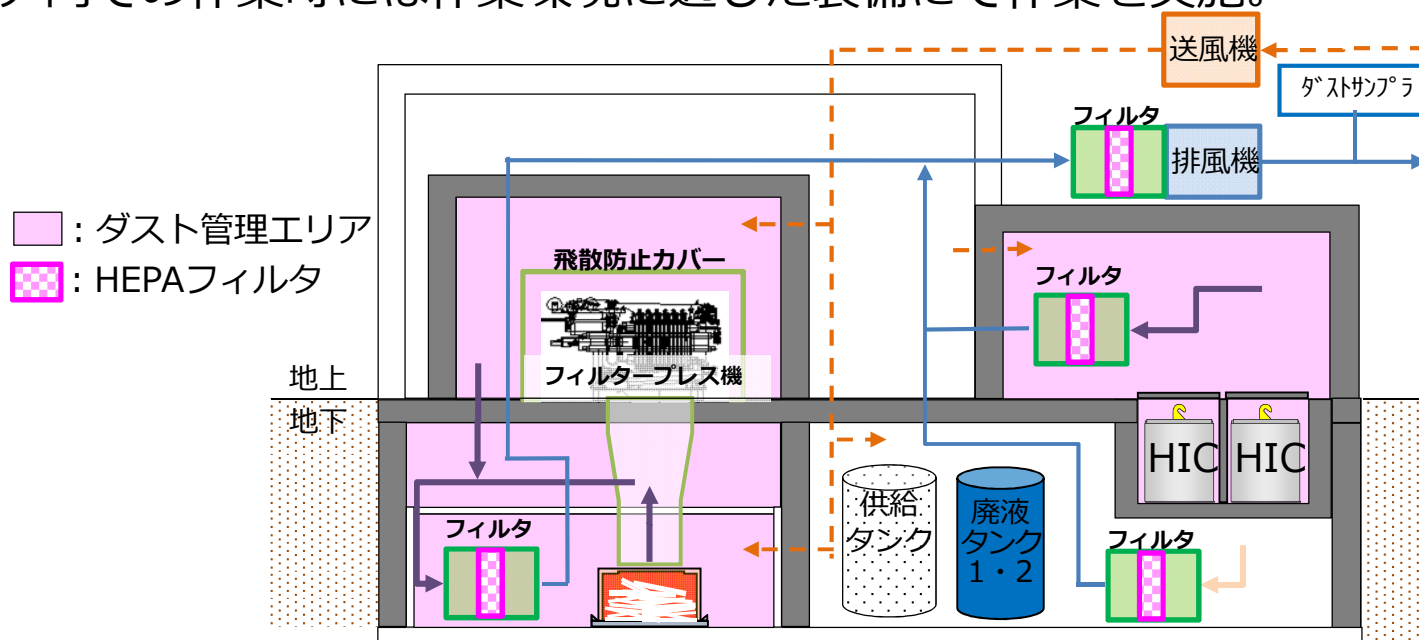 送風機
ﾀﾞｽﾄｻﾝﾌﾟﾗ
フィルタ
排風機
：ダスト管理エリア
：HEPAフィルタ
飛散防止カバー
フィルタープレス機
フィルタ
地上
地下
HIC
HIC
供給
タンク
廃液
タンク
1・2
フィルタ
フィルタ